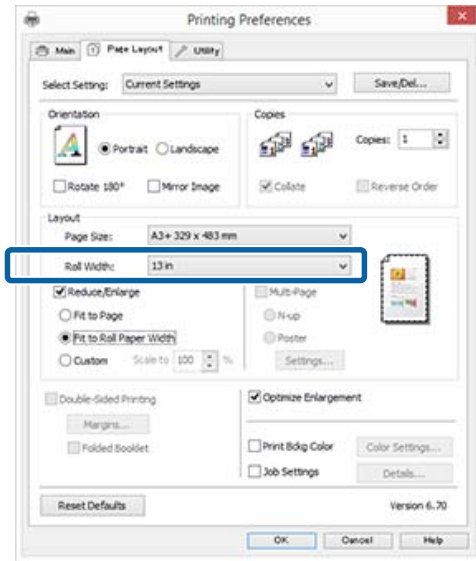 Printing Preferences
Main Page Layout Utility
Select Setting: Current Settings Save/Del...
Orientation Copies
Portrait Landscape Copies: 1
Rotate 180° Mirror Image Collate Reverse Order
Layout
Page Size: A3+ 329 x 483 mm
Roll Width: 13 in
Reduce/Enlarge Multi-Page
Fit to Page N-up
Fit to Roll Paper Width Poster
Custom Scale to 100 % Settings...
Double-Sided Printing Optimize Enlargement
Margins...
Folded Booklet Print Bckg Color Color Settings...
Job Settings Details...
Reset Defaults Version 6.70
OK Cancel Help